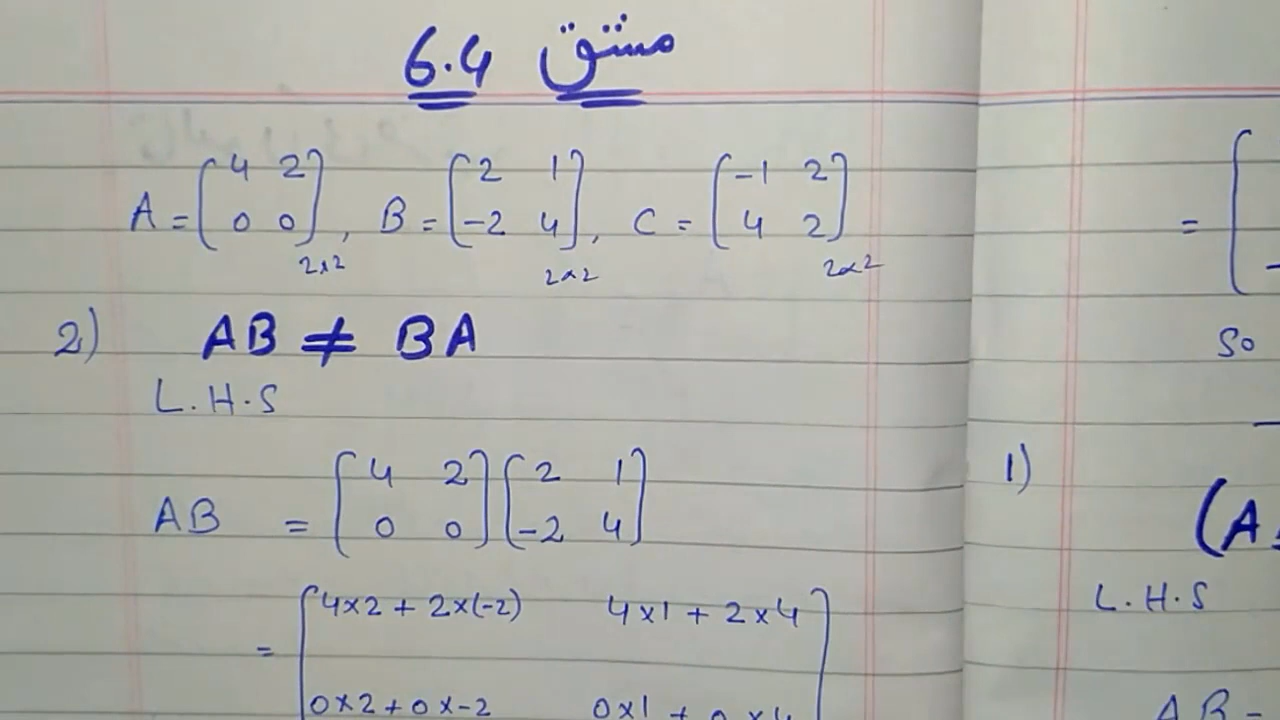 مشق 6.4
A = [4 2 0 0]2x2, B = [2 1 -2 4]2x2, C = [-1 2 4 2]2x2
2) AB ≠ BA
L.H.S
AB = [4 2 0 0] [2 1 -2 4]
= [4x2 + 2x(-2) 4x1 + 2x4
0x2 + 0x-2 0x1 + 0x4]
= [
So
1)
(A
L.H.S
AB =